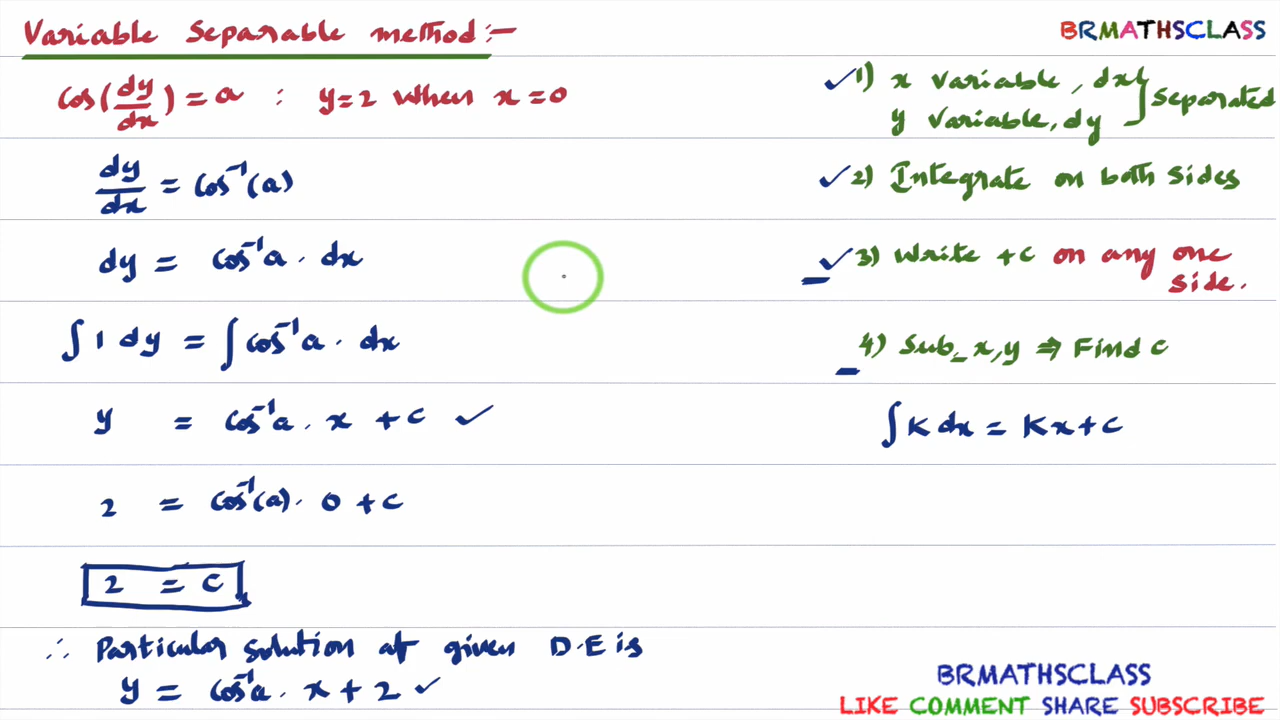 Variable Separable method :-
BRMATHSCLASS
cos(dy/dx) = a : y=2 when x=0
dy/dx = cos⁻¹(a)
dy = cos⁻¹a . dx
∫ 1 dy = ∫ cos⁻¹a . dx
y = cos⁻¹a . x + c ✓
2 = cos⁻¹(a) . 0 + c
2 = c
∴ Particular solution of given D.E is
y = cos⁻¹a . x + 2 ✓
✓1) x variable, dx } Separated
y variable, dy
✓2) Integrate on both sides
✓3) Write +c on any one
side.
4) Sub_ x,y ⇒ Find c
∫ K dx = Kx + c
BRMATHSCLASS
LIKE COMMENT SHARE SUBSCRIBE